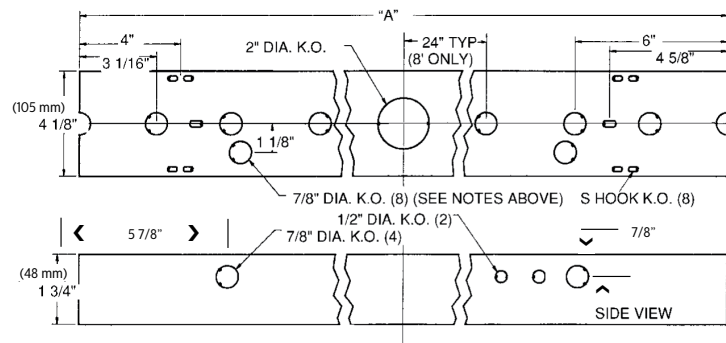 "A"
4"
2" DIA. K.O.
24" TYP
(8' ONLY)
6"
3 1/16"
4 5/8"
(105 mm)
4 1/8"
1 1/8"
7/8" DIA. K.O. (8) (SEE NOTES ABOVE)
S HOOK K.O. (8)
1/2" DIA. K.O. (2)
5 7/8"
7/8" DIA. K.O. (4)
7/8"
(48 mm)
1 3/4"
SIDE VIEW